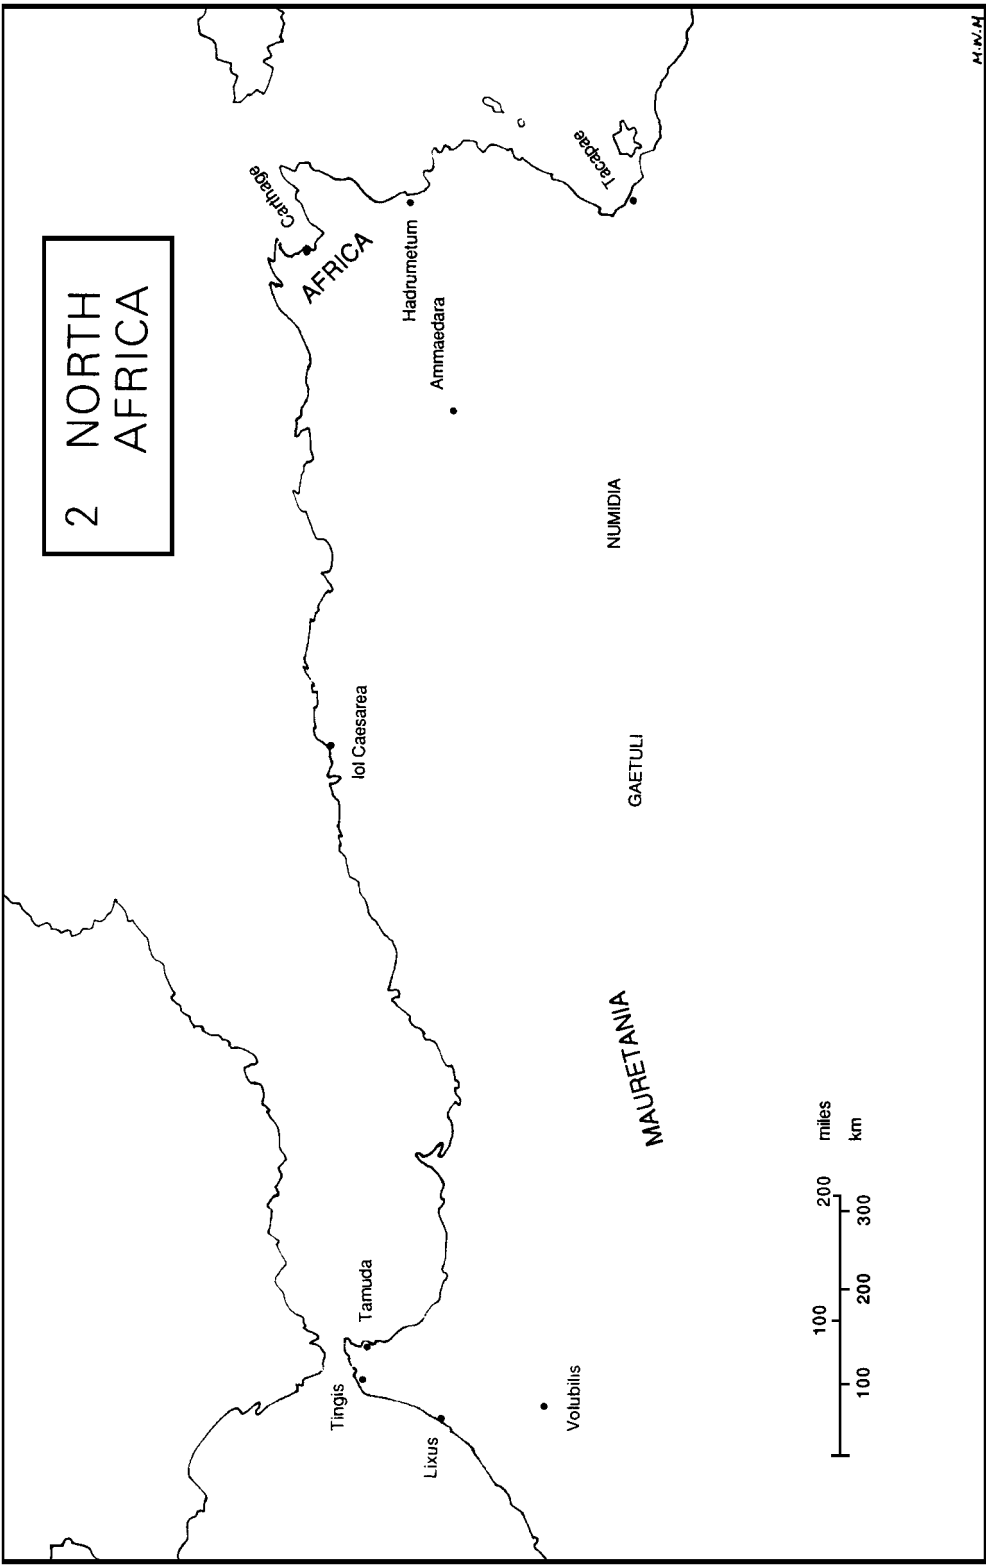 2 NORTH
AFRICA
Carthage
AFRICA
Hadrumetum
Ammaedara
Tacapae
NUMIDIA
Iol Caesarea
GAETULI
MAURETANIA
Tamuda
Tingis
Lixus
Volubilis
100 200 miles
100 200 300 km
M.W.H